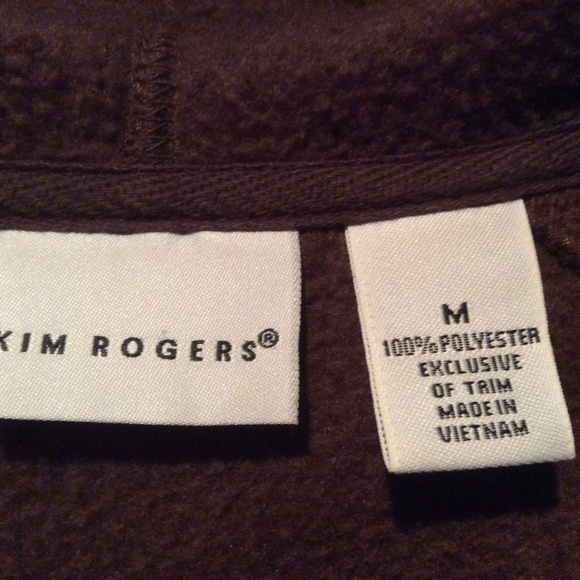 KIM ROGERS®
M
100% POLYESTER
EXCLUSIVE
OF TRIM
MADE IN
VIETNAM